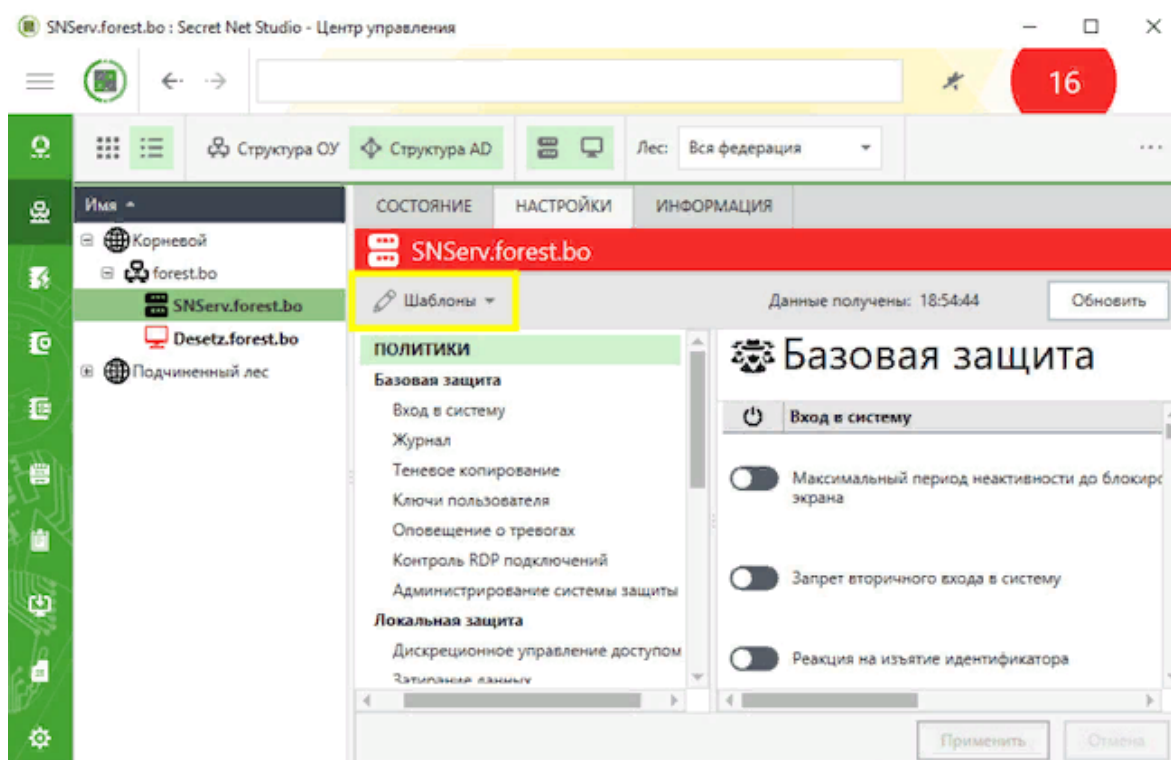 SNServ.forest.bo : Secret Net Studio - Центр управления
16
Структура ОУ
Структура AD
Лес:
Вся федерация
Имя
СОСТОЯНИЕ
НАСТРОЙКИ
ИНФОРМАЦИЯ
Корневой
forest.bo
SNServ.forest.bo
Desetz.forest.bo
Подчиненный лес
SNServ.forest.bo
Шаблоны
Данные получены: 18:54:44
Обновить
ПОЛИТИКИ
Базовая защита
Вход в систему
Журнал
Теневое копирование
Ключи пользователя
Оповещение о тревогах
Контроль RDP подключений
Администрирование системы защиты
Локальная защита
Дискреционное управление доступом
Затирание данных
Базовая защита
Вход в систему
Максимальный период неактивности до блокиро
экрана
Запрет вторичного входа в систему
Реакция на изъятие идентификатора
Применить
Отмена